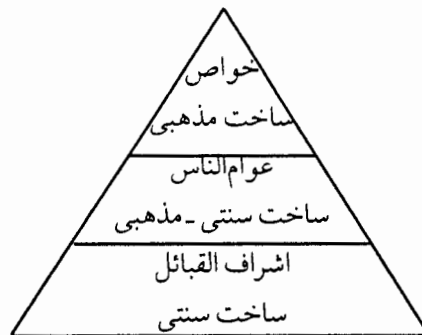 خواص
ساخت مذهبی
عوام‌الناس
ساخت سنتی ـ مذهبی
اشراف القبائل
ساخت سنتی